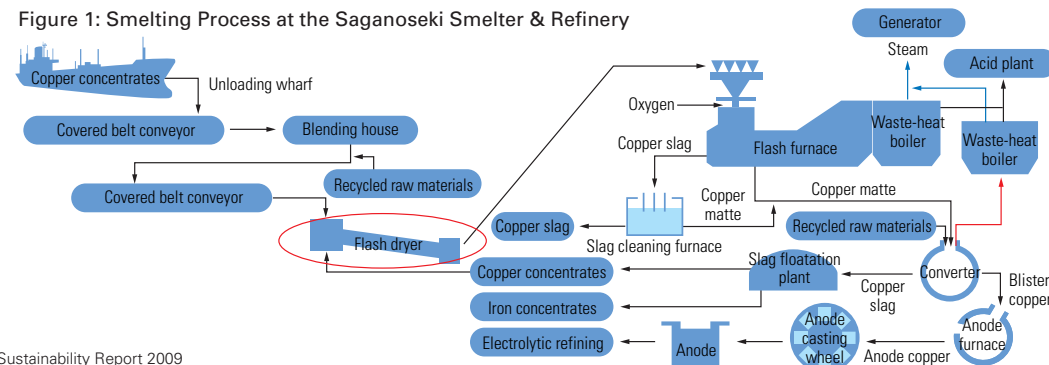 Figure 1: Smelting Process at the Saganoseki Smelter & Refinery
Generator
Steam
Acid plant
Copper concentrates
Unloading wharf
Oxygen
Covered belt conveyor
Blending house
Waste-heat
boiler
Flash furnace
Waste-heat
boiler
Copper slag
Recycled raw materials
Covered belt conveyor
Copper
matte
Copper matte
Flash dryer
Copper slag
Slag cleaning furnace
Recycled raw materials
Copper concentrates
Slag floatation
plant
Converter
Copper
slag
Blister
copper
Iron concentrates
Electrolytic refining
Anode
Anode
casting
wheel
Anode copper
Anode
furnace
Sustainability Report 2009